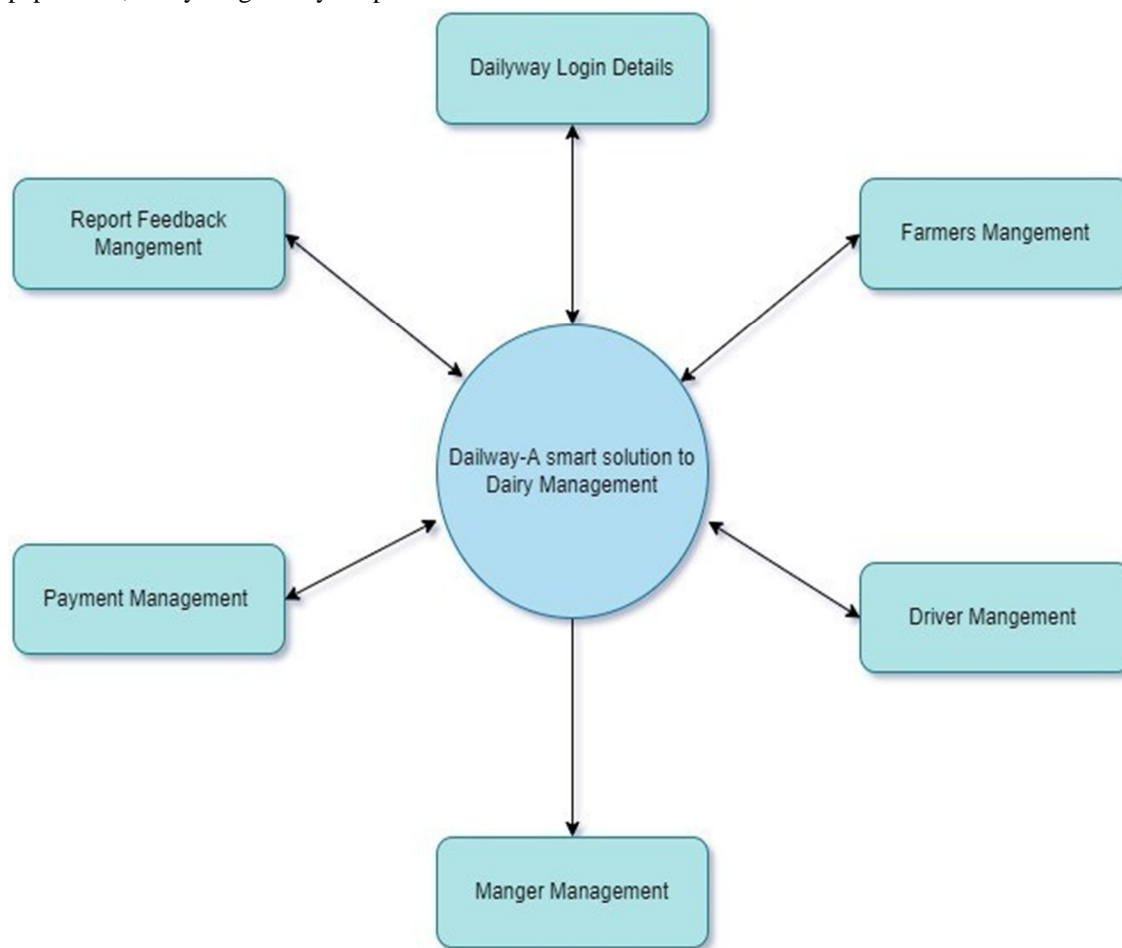 Dailyway Login Details
Report Feedback
Mangement
Farmers Mangement
Dailway-A smart solution to
Dairy Management
Payment Management
Driver Mangement
Manger Management